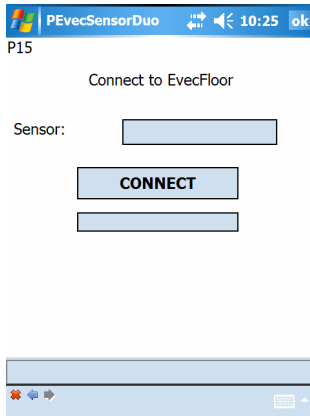 PEvecSensorDuo 10:25 ok
P15
Connect to EvecFloor
Sensor:
CONNECT